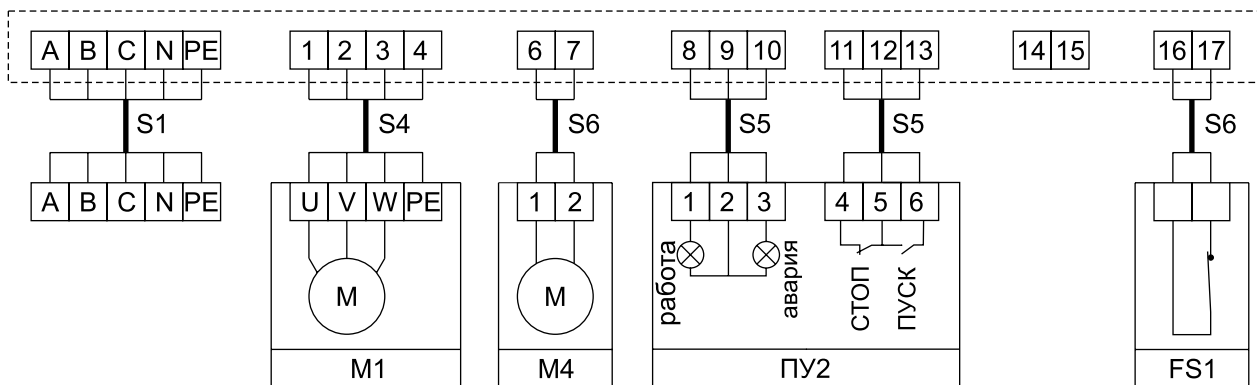 A B C N PE 1 2 3 4 6 7 8 9 10 11 12 13 14 15 16 17
S1 S4 S6 S5 S5 S6
A B C N PE U V W PE 1 2 1 2 3 4 5 6
работа авария СТОП ПУСК
M M
M1 M4 ПУ2 FS1